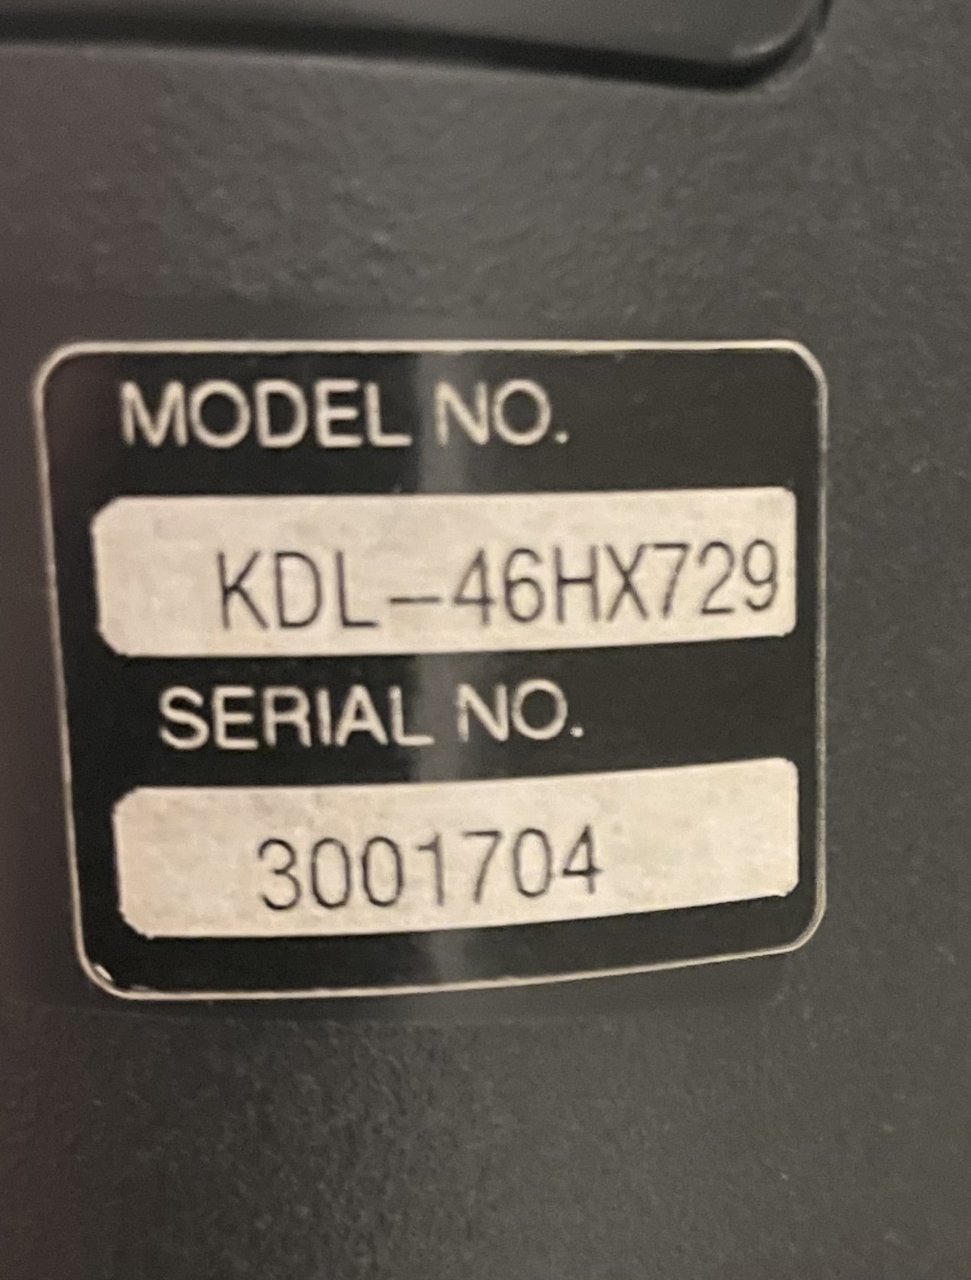 MODEL NO.
KDL-46HX729
SERIAL NO.
3001704